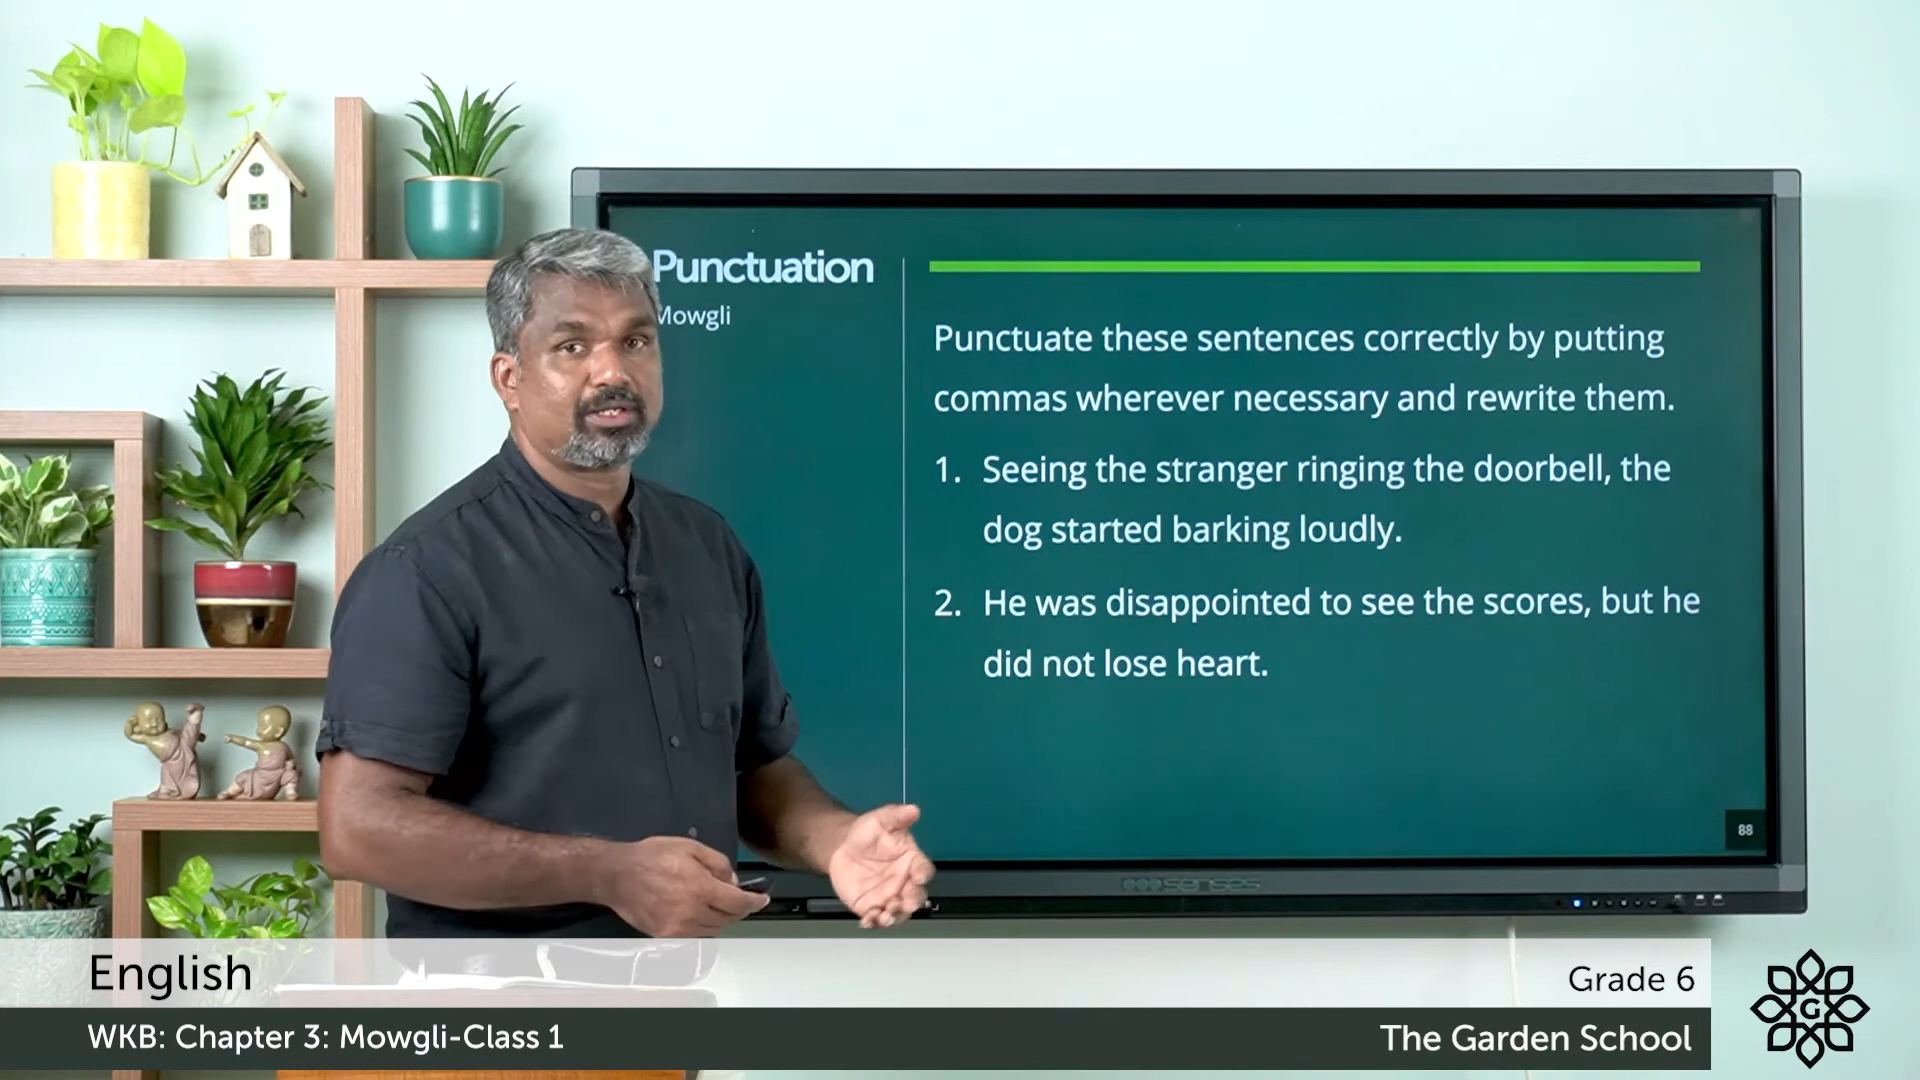 Punctuation
Mowgli
Punctuate these sentences correctly by putting
commas wherever necessary and rewrite them.
1. Seeing the stranger ringing the doorbell, the
dog started barking loudly.
2. He was disappointed to see the scores, but he
did not lose heart.
88
senses
English
Grade 6
WKB: Chapter 3: Mowgli-Class 1
The Garden School
G